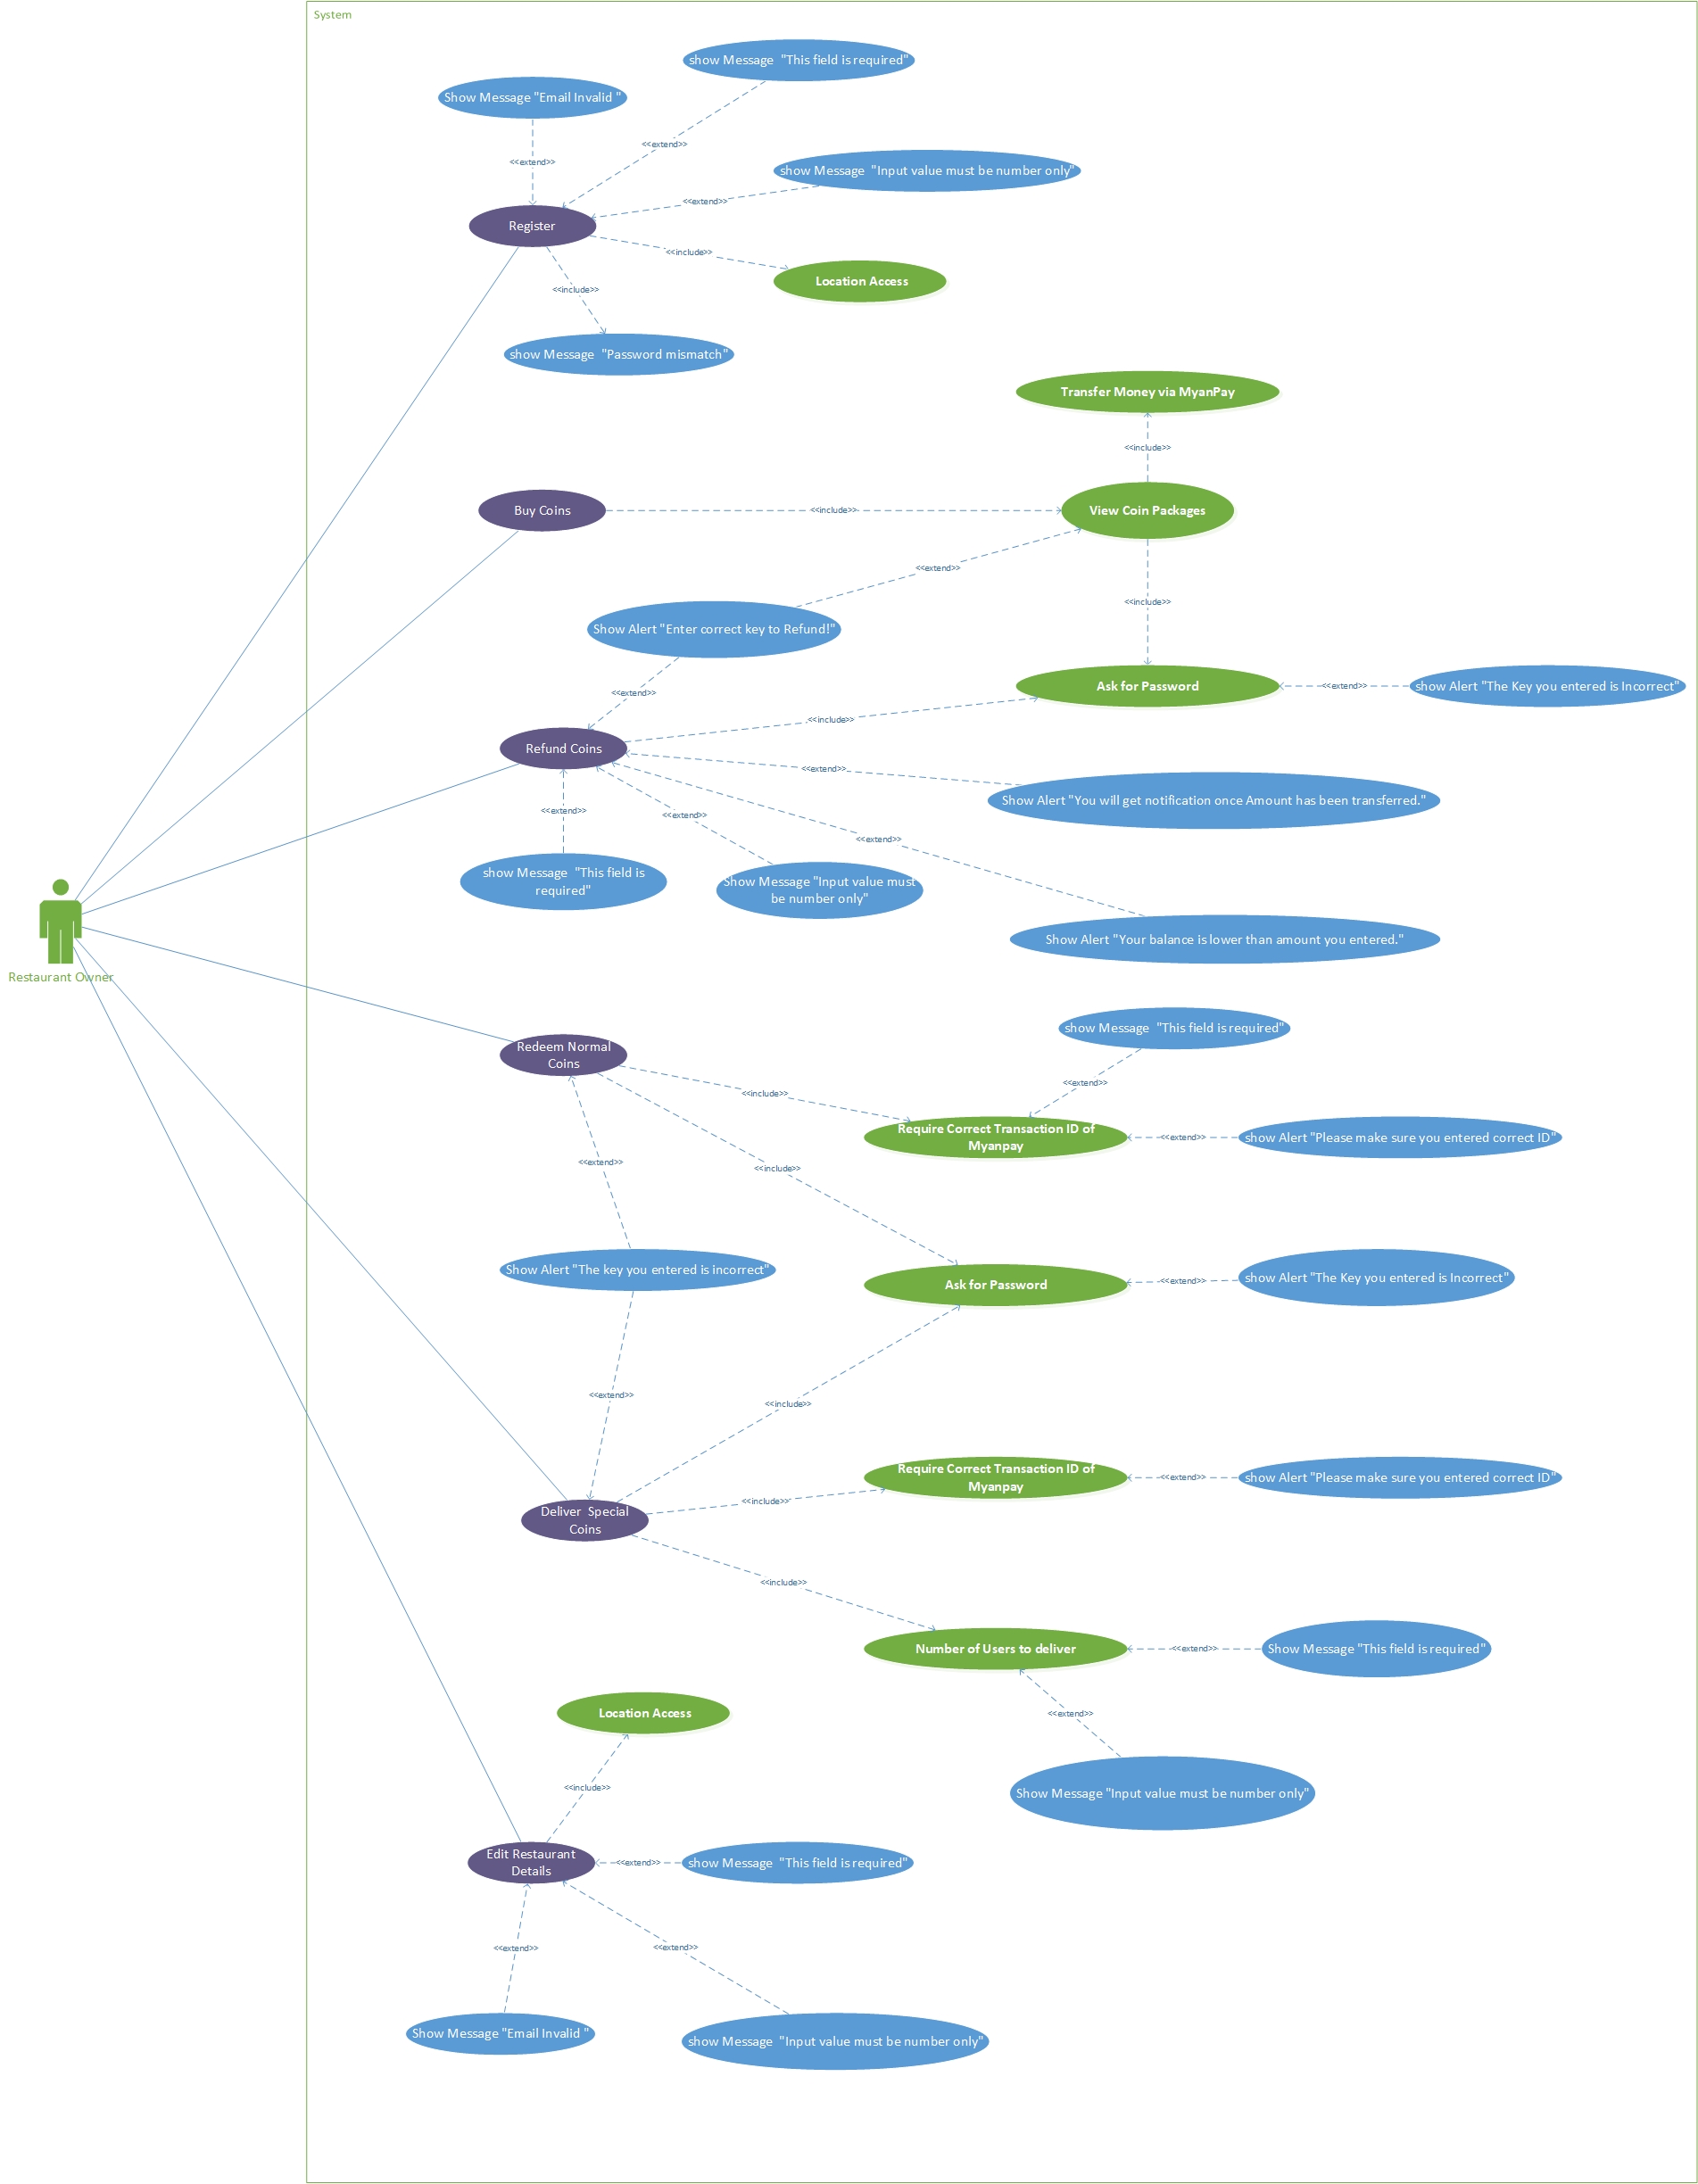 System
show Message  "This field is required"
Show Message "Email Invalid "
<<extend>>
<<extend>>
show Message  "Input value must be number only"
<<extend>>
Register
<<include>>
Location Access
<<include>>
show Message  "Password mismatch"
Transfer Money via MyanPay
<<include>>
Buy Coins
<<include>>
View Coin Packages
<<extend>>
<<include>>
Show Alert "Enter correct key to Refund!"
<<extend>>
Ask for Password
<<extend>>
show Alert "The Key you entered is Incorrect"
<<include>>
Refund Coins
<<extend>>
Show Alert "You will get notification once Amount has been transferred."
<<extend>>
<<extend>>
<<extend>>
show Message  "This field is
required"
Show Message "Input value must
be number only"
Show Alert "Your balance is lower than amount you entered."
Restaurant Owner
show Message  "This field is required"
Redeem Normal
Coins
<<extend>>
<<include>>
Require Correct Transaction ID of
Myanpay
<<extend>>
show Alert "Please make sure you entered correct ID"
<<extend>>
<<include>>
Show Alert "The key you entered is incorrect"
Ask for Password
<<extend>>
show Alert "The Key you entered is Incorrect"
<<extend>>
<<include>>
Require Correct Transaction ID of
Myanpay
<<extend>>
show Alert "Please make sure you entered correct ID"
<<include>>
Deliver  Special
Coins
<<include>>
Number of Users to deliver
<<extend>>
Show Message "This field is required"
Location Access
<<extend>>
<<include>>
Show Message "Input value must be number only"
Edit Restaurant
Details
<<extend>>
show Message  "This field is required"
<<extend>>
<<extend>>
Show Message "Email Invalid "
show Message  "Input value must be number only"